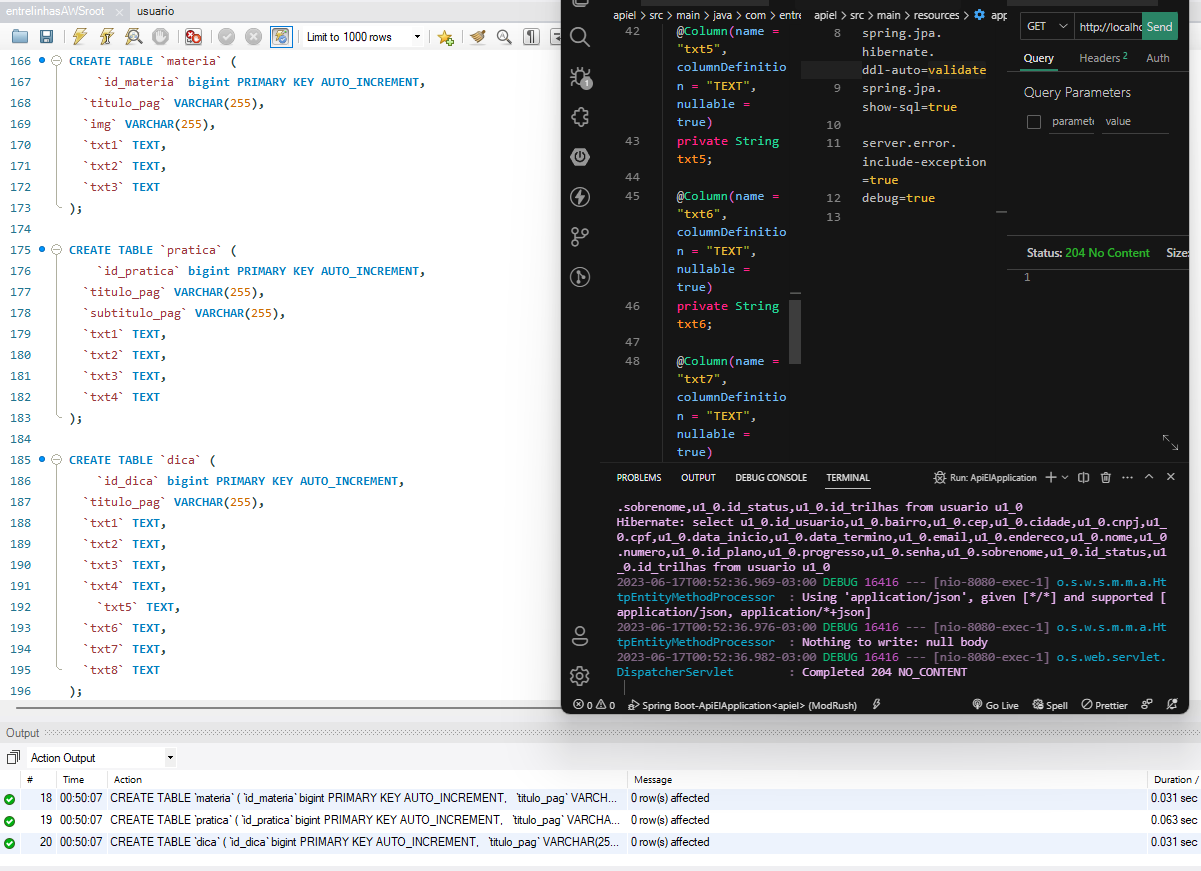 entrelinhasAWSroot
usuario
Limit to 1000 rows
166 CREATE TABLE `materia` (
167 `id_materia` bigint PRIMARY KEY AUTO_INCREMENT,
168 `titulo_pag` VARCHAR(255),
169 `img` VARCHAR(255),
170 `txt1` TEXT,
171 `txt2` TEXT,
172 `txt3` TEXT
173 );
174
175 CREATE TABLE `pratica` (
176 `id_pratica` bigint PRIMARY KEY AUTO_INCREMENT,
177 `titulo_pag` VARCHAR(255),
178 `subtitulo_pag` VARCHAR(255),
179 `txt1` TEXT,
180 `txt2` TEXT,
181 `txt3` TEXT,
182 `txt4` TEXT
183 );
184
185 CREATE TABLE `dica` (
186 `id_dica` bigint PRIMARY KEY AUTO_INCREMENT,
187 `titulo_pag` VARCHAR(255),
188 `txt1` TEXT,
189 `txt2` TEXT,
190 `txt3` TEXT,
191 `txt4` TEXT,
192 `txt5` TEXT,
193 `txt6` TEXT,
194 `txt7` TEXT,
195 `txt8` TEXT
196 );
apiel > src > main > java > com > entre
42 @Column(name =
"txt5",
columnDefinitio
n = "TEXT",
nullable =
true)
43 private String
txt5;
44
45 @Column(name =
"txt6",
columnDefinitio
n = "TEXT",
nullable =
true)
46 private String
txt6;
47
48 @Column(name =
"txt7",
columnDefinitio
n = "TEXT",
nullable =
true)
apiel > src > main > resources > app
8 spring.jpa.
hibernate.
ddl-auto=validate
9 spring.jpa.
show-sql=true
10
11 server.error.
include-exception
=true
12 debug=true
13
GET http://localhc Send
Query Headers 2 Auth
Query Parameters
paramete value
Status: 204 No Content Size:
1
1
PROBLEMS OUTPUT DEBUG CONSOLE TERMINAL Run: ApiElApplication
.sobrenome,u1_0.id_status,u1_0.id_trilhas from usuario u1_0
Hibernate: select u1_0.id_usuario,u1_0.bairro,u1_0.cep,u1_0.cidade,u1_0.cnpj,u1_
0.cpf,u1_0.data_inicio,u1_0.data_termino,u1_0.email,u1_0.endereco,u1_0.nome,u1_0
.numero,u1_0.id_plano,u1_0.progresso,u1_0.senha,u1_0.sobrenome,u1_0.id_status,u1
_0.id_trilhas from usuario u1_0
2023-06-17T00:52:36.969-03:00 DEBUG 16416 --- [nio-8080-exec-1] o.s.w.s.m.m.a.Ht
tpEntityMethodProcessor : Using 'application/json', given [*/*] and supported [
application/json, application/*+json]
2023-06-17T00:52:36.976-03:00 DEBUG 16416 --- [nio-8080-exec-1] o.s.w.s.m.m.a.Ht
tpEntityMethodProcessor : Nothing to write: null body
2023-06-17T00:52:36.982-03:00 DEBUG 16416 --- [nio-8080-exec-1] o.s.web.servlet.
DispatcherServlet : Completed 204 NO_CONTENT
0 0 Spring Boot-ApiElApplication<apiel> (ModRush) Go Live Spell Prettier
Output
Action Output
# Time Action Message Duration /
18 00:50:07 CREATE TABLE `materia` ( `id_materia` bigint PRIMARY KEY AUTO_INCREMENT, `titulo_pag` VARCH... 0 row(s) affected 0.031 sec
19 00:50:07 CREATE TABLE `pratica` ( `id_pratica` bigint PRIMARY KEY AUTO_INCREMENT, `titulo_pag` VARCHA... 0 row(s) affected 0.063 sec
20 00:50:07 CREATE TABLE `dica` ( `id_dica` bigint PRIMARY KEY AUTO_INCREMENT, `titulo_pag` VARCHAR(25... 0 row(s) affected 0.031 sec